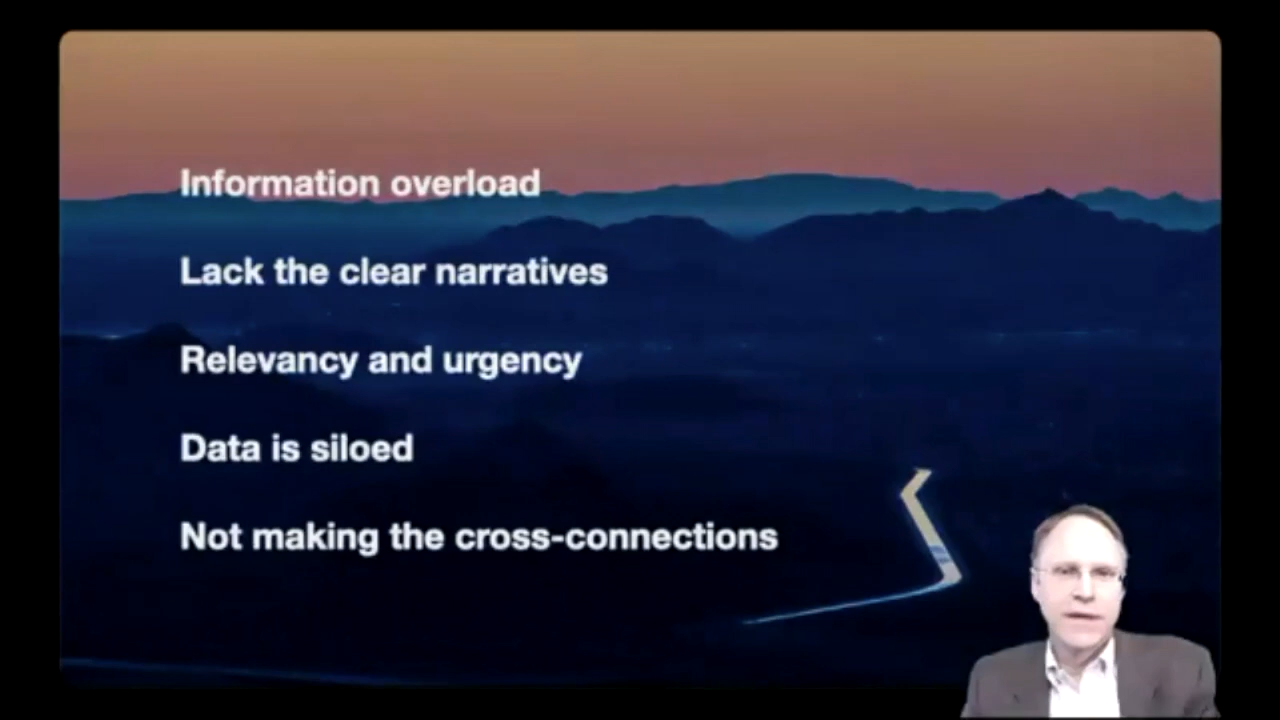 Information overload
Lack the clear narratives
Relevancy and urgency
Data is siloed
Not making the cross-connections